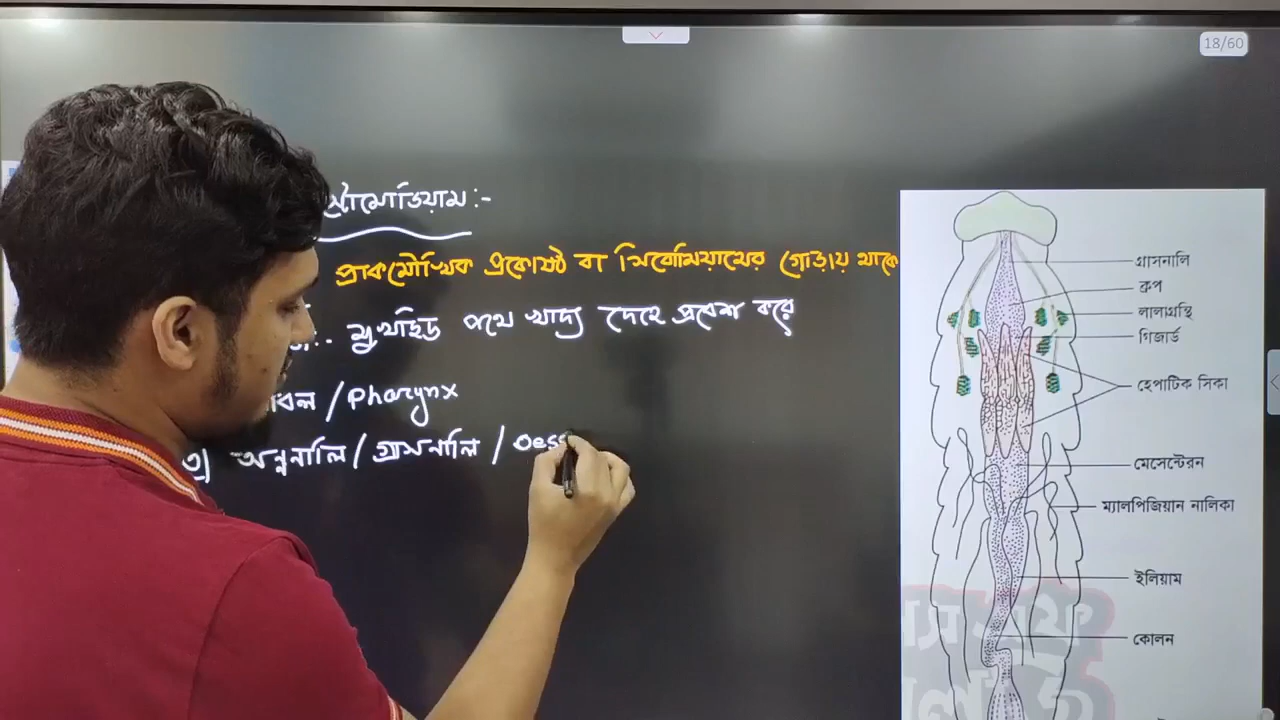 18/60
স্টোমোডিয়াম :-
প্রাকমৌখিক প্রকোষ্ঠ বা সিবেরিয়ামের গোড়ায় থাকে
মুখছিদ্র পথে খাদ্য দেহে প্রবেশ করে
/ Pharynx
৩) অন্ননালি / গ্রাসনালি / Oes
গ্রাসনালি
ক্রপ
লালাগ্রন্থি
গিজার্ড
হেপাটিক সিকা
মেসেন্টেরন
ম্যালপিজিয়ান নালিকা
ইলিয়াম
কোলন